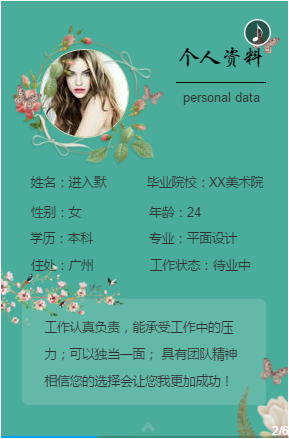 个人资料
personal data
姓名：进入默 毕业院校：XX美术院
性别：女 年龄：24
学历：本科 专业：平面设计
住处：广州 工作状态：待业中
工作认真负责，能承受工作中的压
力；可以独当一面； 具有团队精神
相信您的选择会让您我更加成功！
2/6